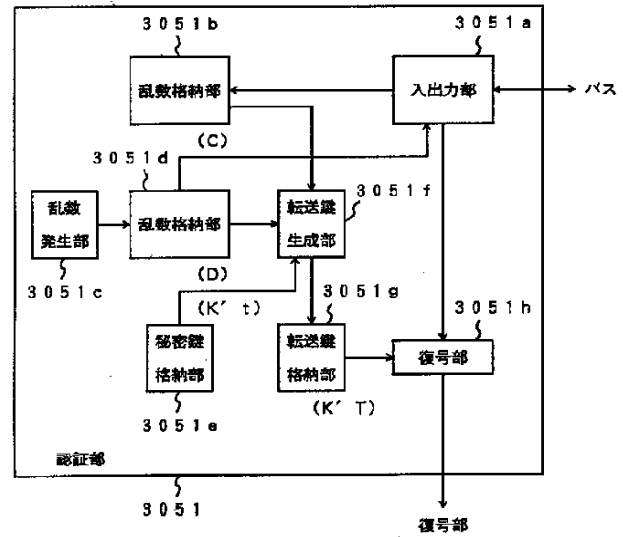 3051b
3051a
乱数格納部
入出力部
バス
(C)
3051d
3051f
乱数
発生部
乱数格納部
転送鍵
生成部
3051c
(D)
(K' t)
3051g
3051h
秘密鍵
格納部
転送鍵
格納部
復号部
(K' T)
3051e
認証部
3051
復号部